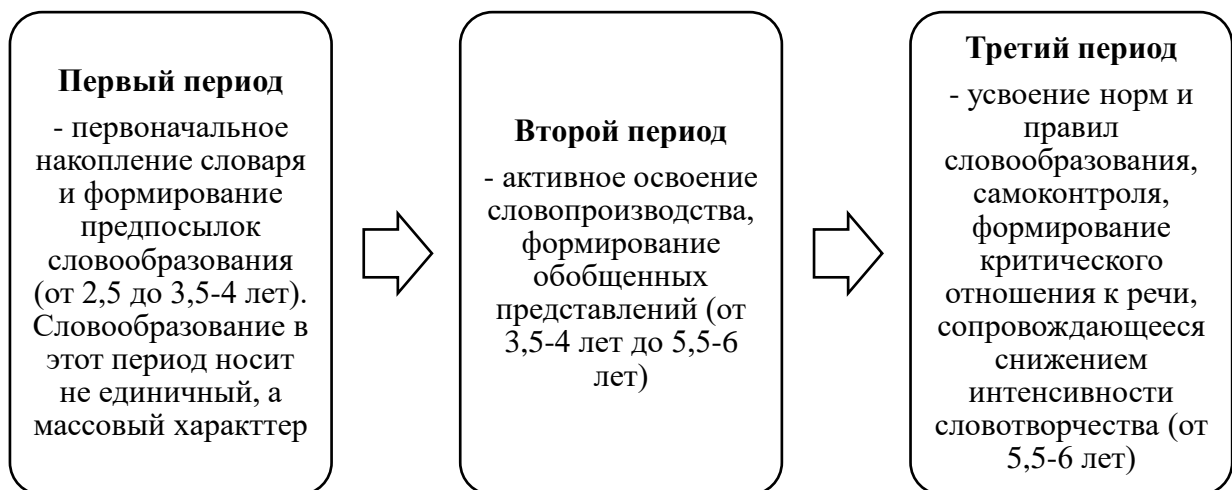 Первый период
- первоначальное
накопление словаря
и формирование
предпосылок
словообразования
(от 2,5 до 3,5-4 лет).
Словообразование в
этот период носит
не единичный, а
массовый характтер
Второй период
- активное освоение
словопроизводства,
формирование
обобщенных
представлений (от
3,5-4 лет до 5,5-6
лет)
Третий период
- усвоение норм и
правил
словообразования,
самоконтроля,
формирование
критического
отношения к речи,
сопровождающееся
снижением
интенсивности
словотворчества (от
5,5-6 лет)